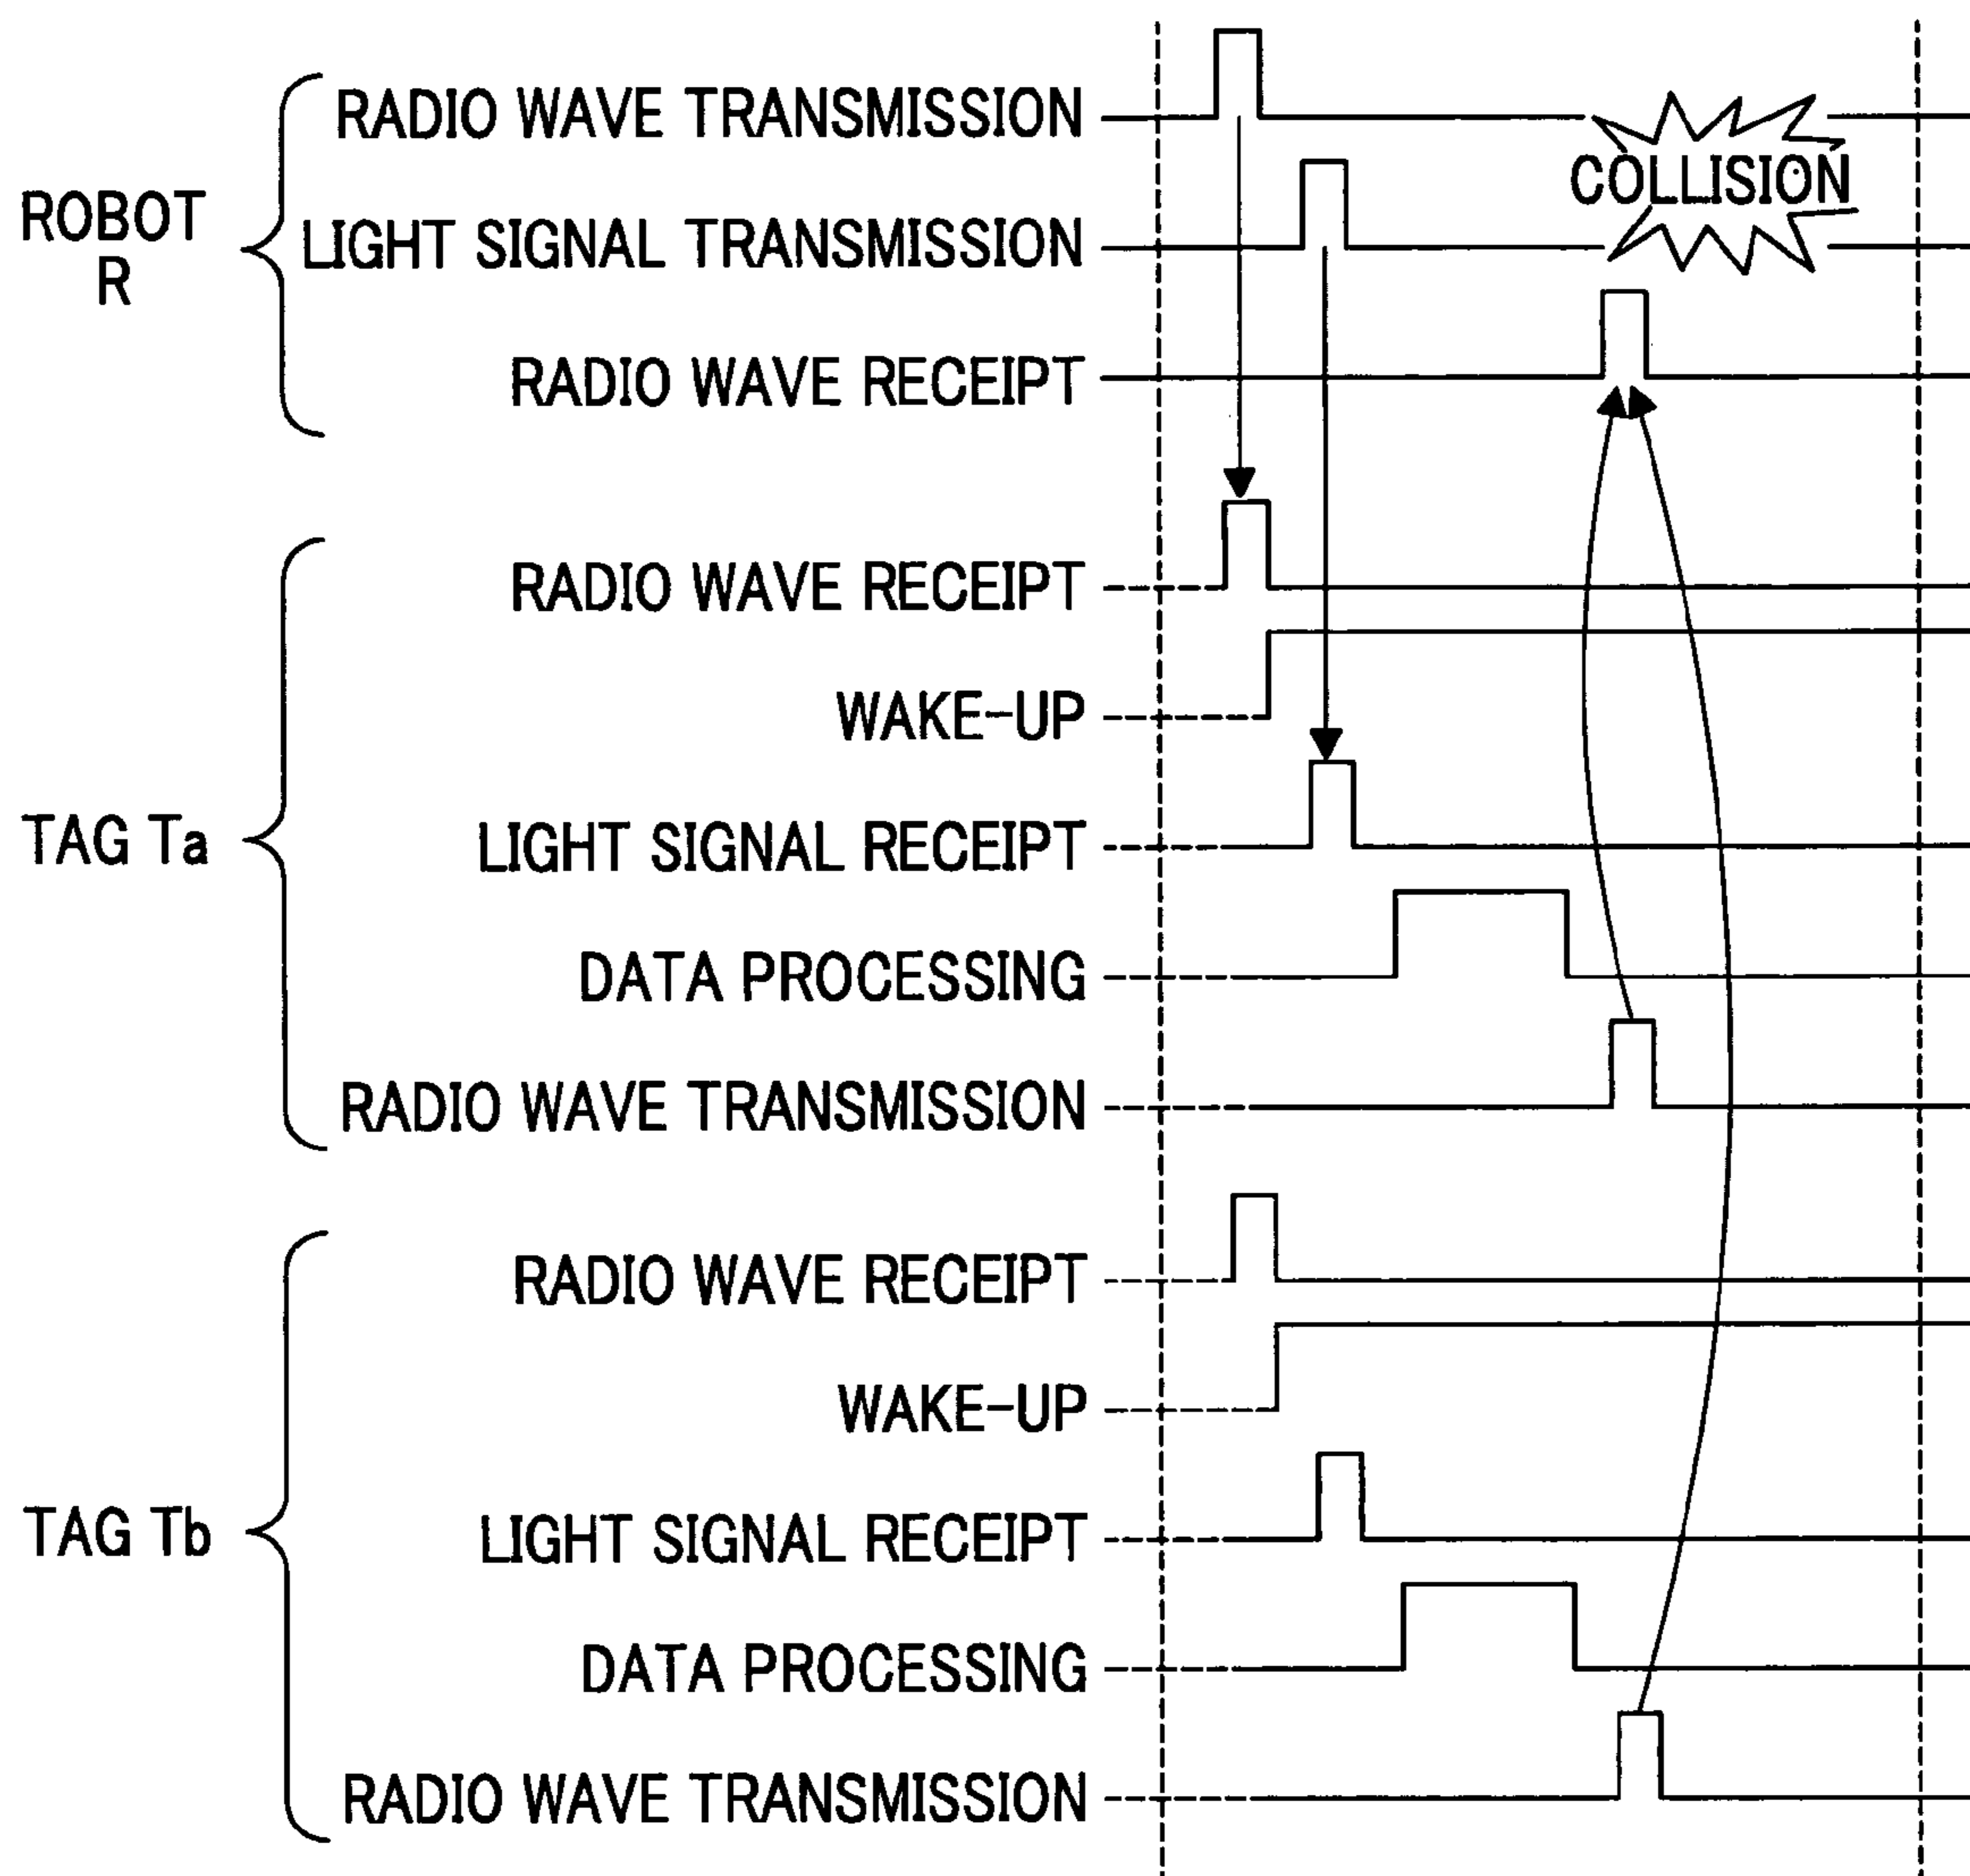 ROBOT
R
RADIO WAVE TRANSMISSION
LIGHT SIGNAL TRANSMISSION
RADIO WAVE RECEIPT
COLLISION
TAG Ta
RADIO WAVE RECEIPT
WAKE-UP
LIGHT SIGNAL RECEIPT
DATA PROCESSING
RADIO WAVE TRANSMISSION
TAG Tb
RADIO WAVE RECEIPT
WAKE-UP
LIGHT SIGNAL RECEIPT
DATA PROCESSING
RADIO WAVE TRANSMISSION